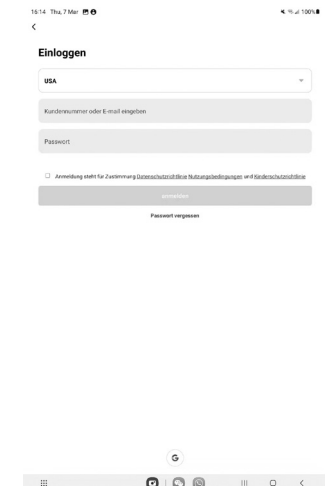 16:14 Thu, 7 Mar 100%
Einloggen
USA
Kundennummer oder E-mail eingeben
Passwort
Anmeldung steht für Zustimmung Datenschutzrichtlinie Nutzungsbedingungen und Kinderschutzrichtlinie
anmelden
Passwort vergessen
G